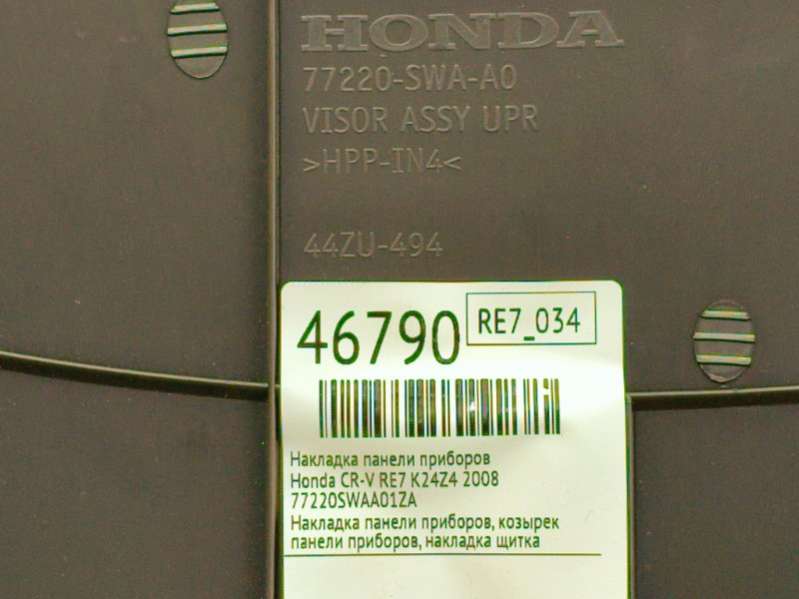 HONDA
77220-SWA-A0
VISOR ASSY UPR
>HPP-IN4<
44ZU-494
46790
RE7_034
Накладка панели приборов
Honda CR-V RE7 K24Z4 2008
77220SWAA01ZA
Накладка панели приборов, козырек
панели приборов, накладка щитка